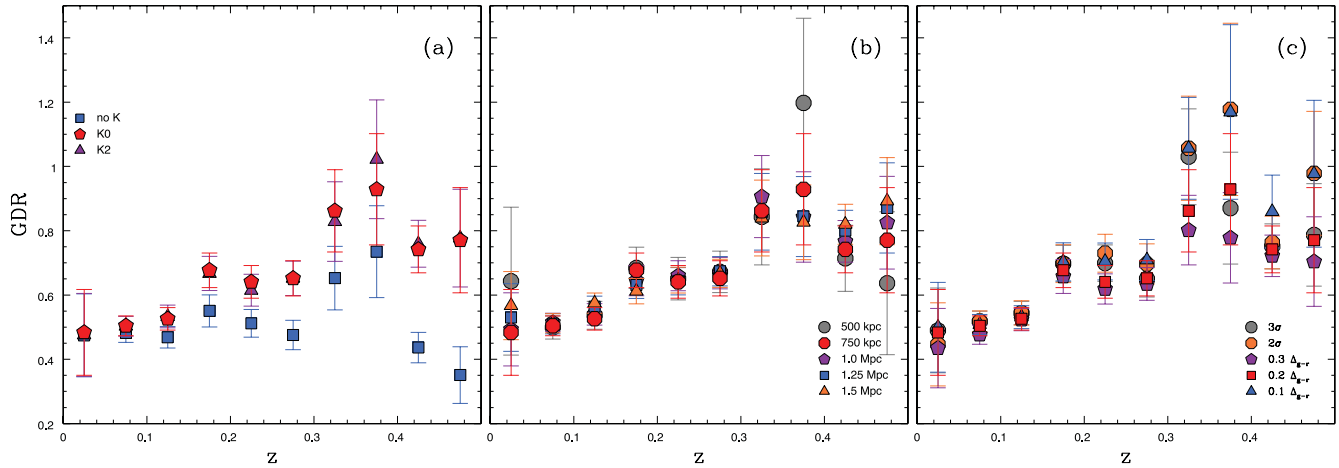 (a)
(b)
(c)
GDR
1.4
1.2
1
0.8
0.6
0.4
0.2
no K
K0
K2
500 kpc
750 kpc
1.0 Mpc
1.25 Mpc
1.5 Mpc
3σ
2σ
0.3 Δg-r
0.2 Δg-r
0.1 Δg-r
0 0.1 0.2 0.3 0.4 0 0.1 0.2 0.3 0.4 0 0.1 0.2 0.3 0.4 0.5
z z z